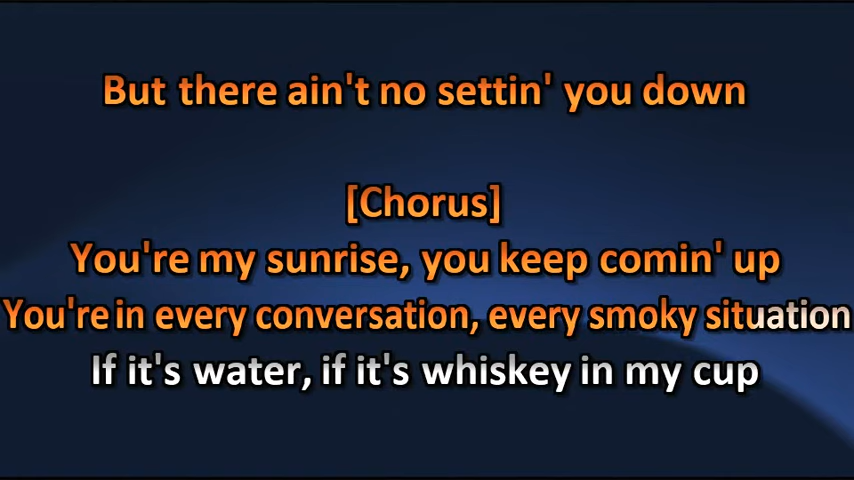 But there ain't no settin' you down
[Chorus]
You're my sunrise, you keep comin' up
You're in every conversation, every smoky situation
If it's water, if it's whiskey in my cup